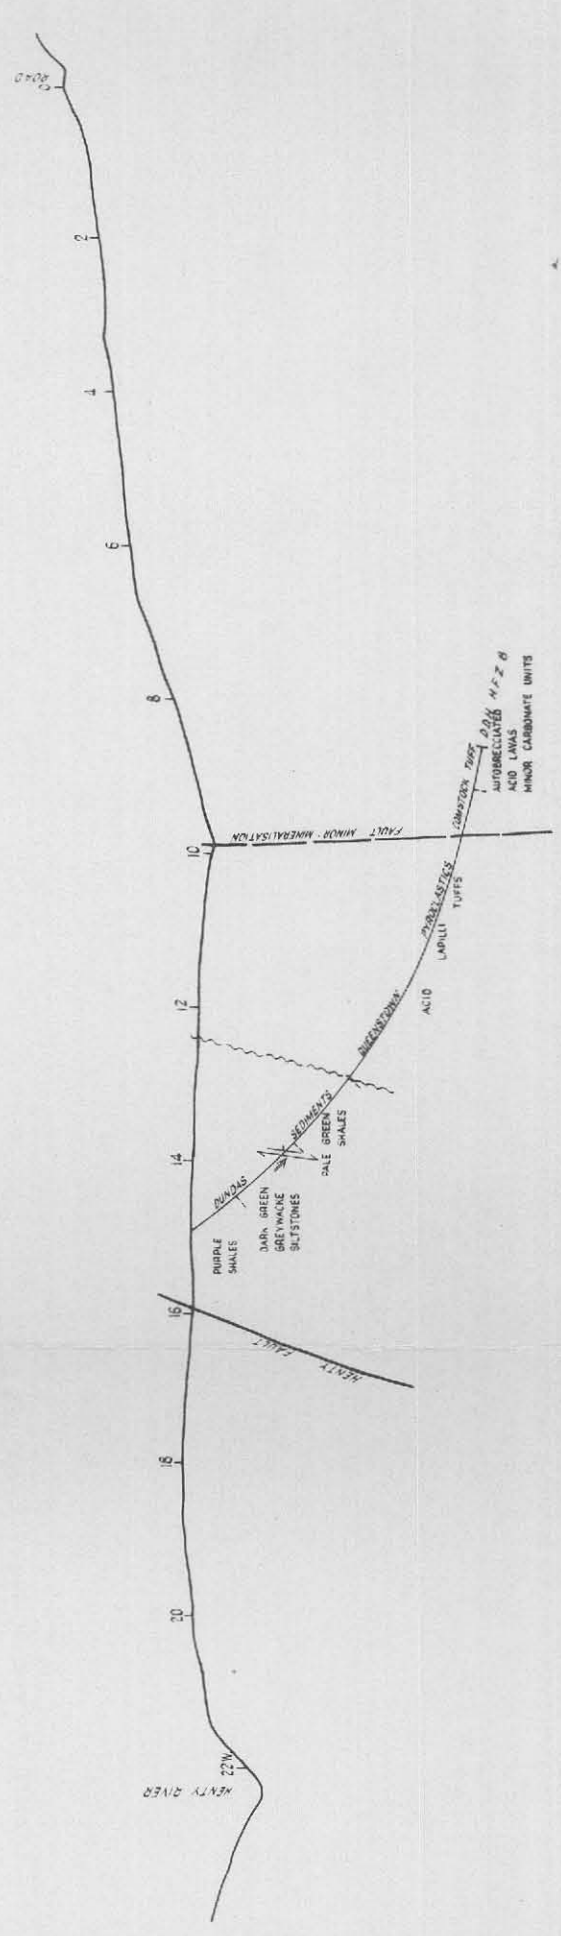 HENTY RIVER
22W
20
18
16
14
12
10
8
6
4
2
0
ROAD
HENTY
FAULT
PURPLE
SHALES
DUNDAS
SEDIMENTS
DARK GREEN
GREYWACKE
SILTSTONES
PALE GREEN
SHALES
QUEENSTOWN
PYROCLASTICS
ACID
LAPILLI
TUFFS
FAULT MINOR MINERALISATION
COMSTOCK TUFF
D.D.H. H.F.Z 8
AUTOBRECCIATED
ACID LAVAS
MINOR CARBONATE UNITS